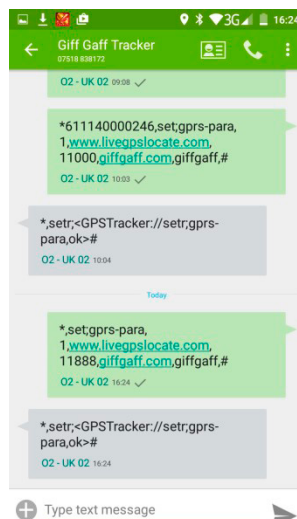 3G 16:24
Giff Gaff Tracker
07518 838172
O2 - UK 02 09:08
*611140000246,set;gprs-para,
1,www.livegpslocate.com,
11000,giffgaff.com,giffgaff,#
O2 - UK 02 10:03
*,setr;<GPSTracker://setr;gprs-
para,ok>#
O2 - UK 02 10:04
Today
*,set;gprs-para,
1,www.livegpslocate.com,
11888,giffgaff.com,giffgaff,#
O2 - UK 02 16:24
*,setr;<GPSTracker://setr;gprs-
para,ok>#
O2 - UK 02 16:24
Type text message